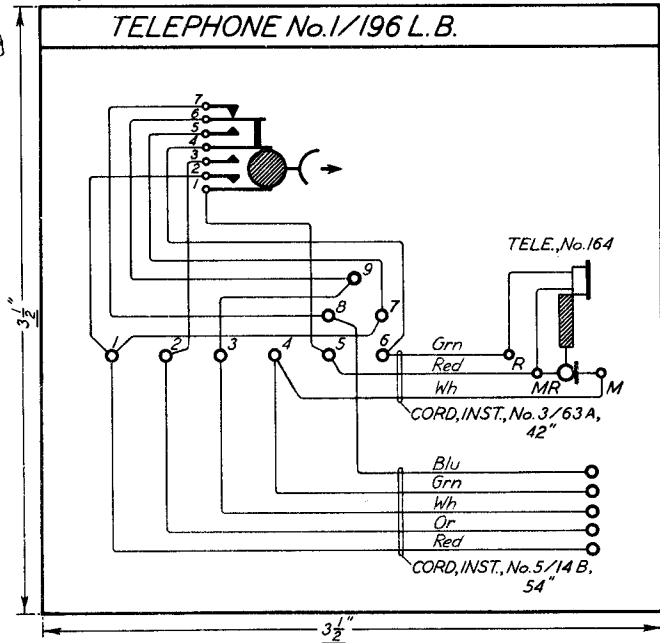 TELEPHONE No.1/196 L.B.
7
6
5
4
3
2
1
TELE., No.164
9
8
7
1
2
3
4
5
6
Grn
R
Red
Wh
MR
M
CORD, INST., No. 3/63 A,
42"
Blu
Grn
Wh
Or
Red
CORD, INST., No. 5/14 B,
54"
3 1/2"
3 1/2"